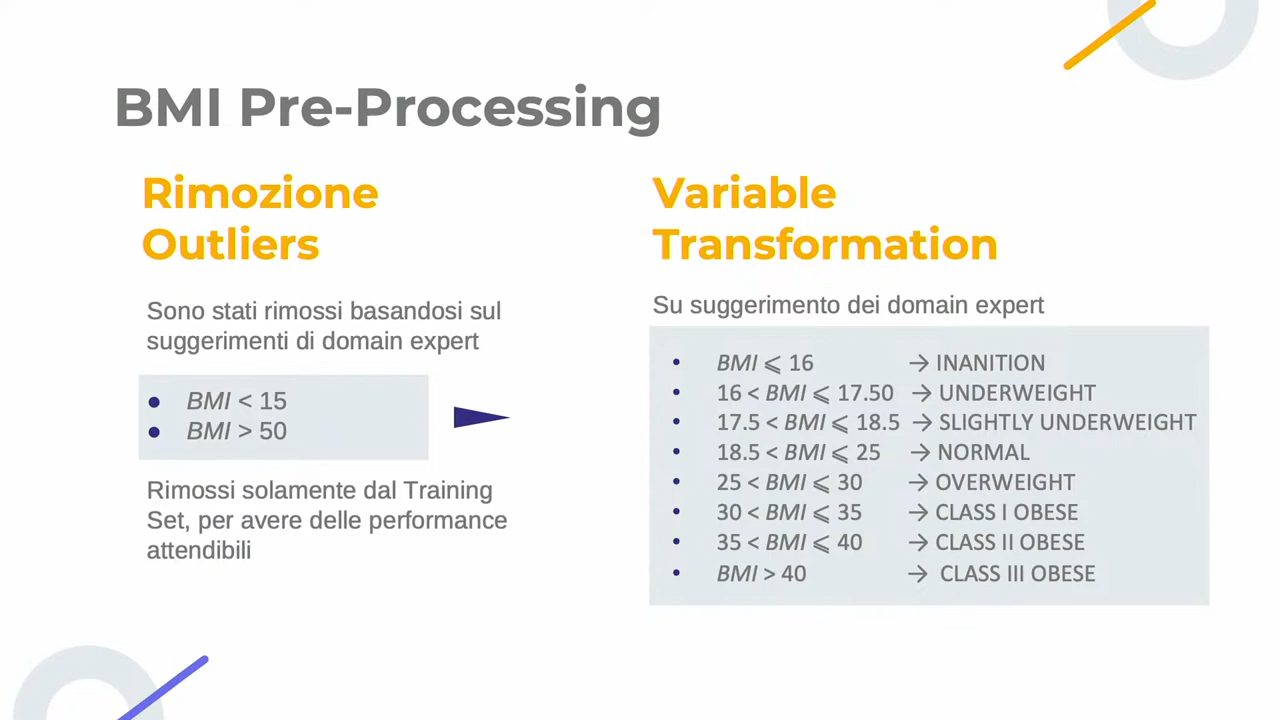 BMI Pre-Processing
Rimozione
Outliers
Sono stati rimossi basandosi sul
suggerimenti di domain expert
● BMI < 15
● BMI > 50
Rimossi solamente dal Training
Set, per avere delle performance
attendibili
Variable
Transformation
Su suggerimento dei domain expert
• BMI ⩽ 16 → INANITION
• 16 < BMI ⩽ 17.50 → UNDERWEIGHT
• 17.5 < BMI ⩽ 18.5 → SLIGHTLY UNDERWEIGHT
• 18.5 < BMI ⩽ 25 → NORMAL
• 25 < BMI ⩽ 30 → OVERWEIGHT
• 30 < BMI ⩽ 35 → CLASS I OBESE
• 35 < BMI ⩽ 40 → CLASS II OBESE
• BMI > 40 → CLASS III OBESE